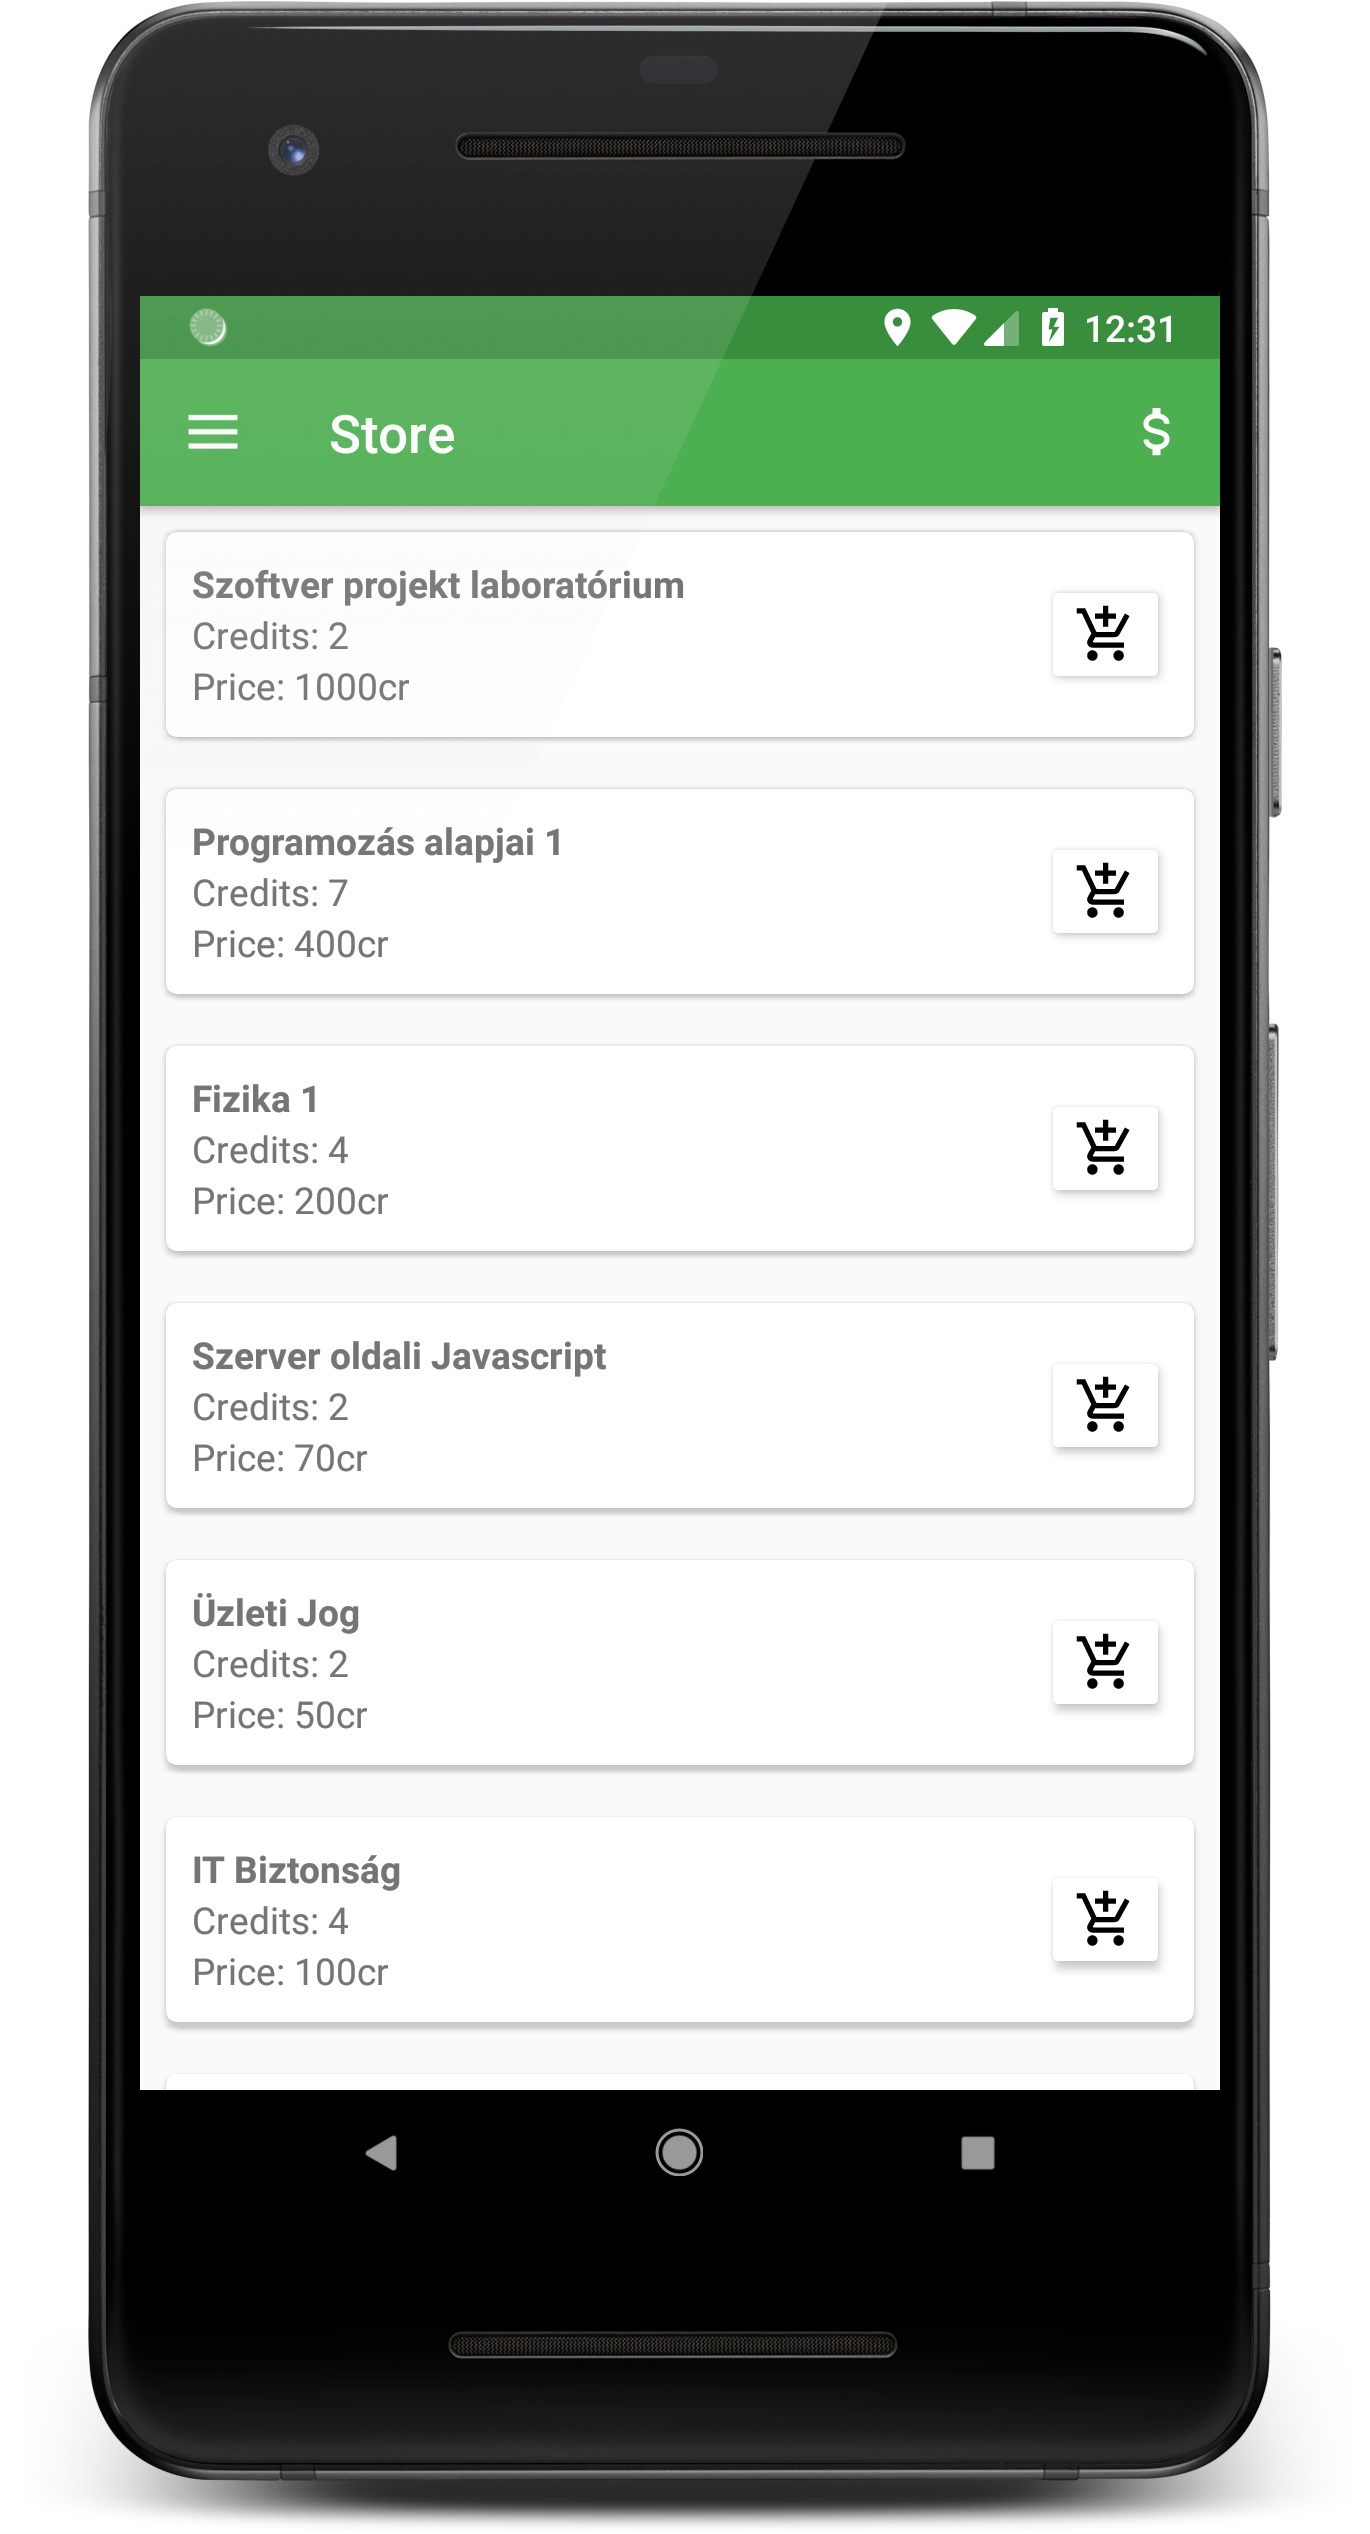 12:31
Store
$
Szoftver projekt laboratórium
Credits: 2
Price: 1000cr
Programozás alapjai 1
Credits: 7
Price: 400cr
Fizika 1
Credits: 4
Price: 200cr
Szerver oldali Javascript
Credits: 2
Price: 70cr
Üzleti Jog
Credits: 2
Price: 50cr
IT Biztonság
Credits: 4
Price: 100cr